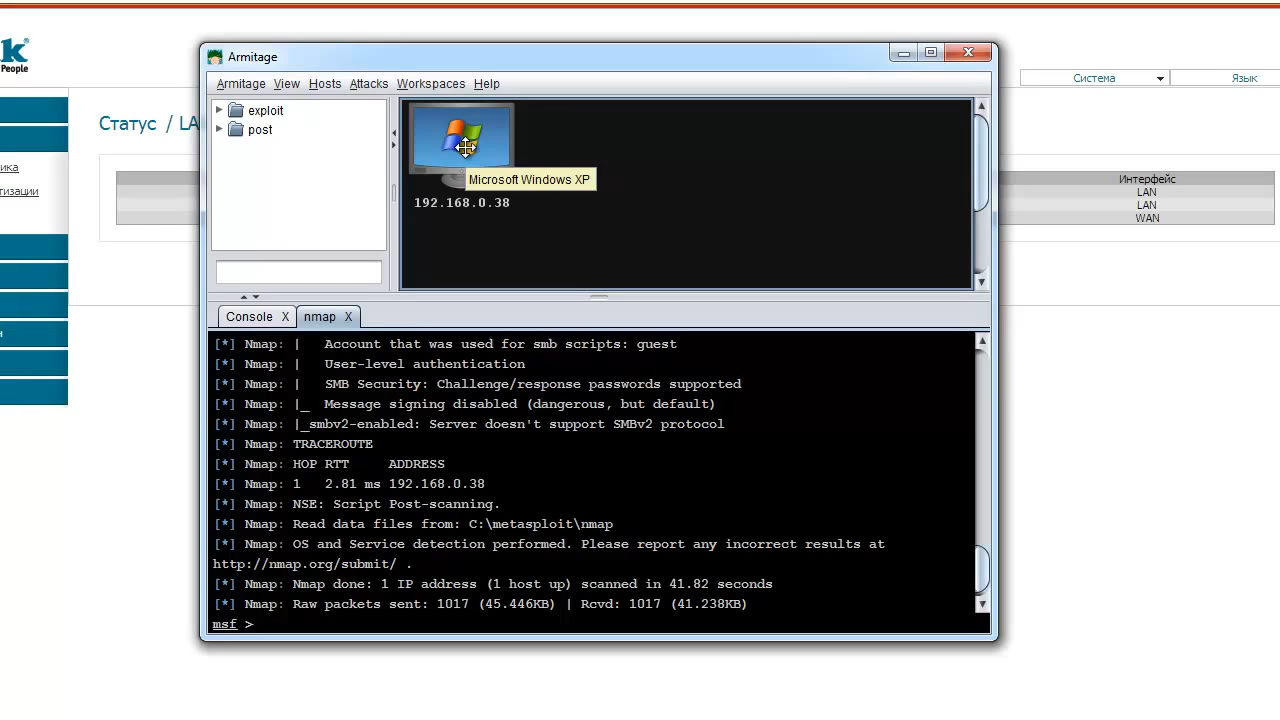 k
People
Система
Язык
Статус / LA
ика
тизации
н
Интерфейс
LAN
LAN
WAN
Armitage
Armitage View Hosts Attacks Workspaces Help
exploit
post
Microsoft Windows XP
192.168.0.38
Console X nmap X
[*] Nmap: | Account that was used for smb scripts: guest
[*] Nmap: | User-level authentication
[*] Nmap: | SMB Security: Challenge/response passwords supported
[*] Nmap: |_ Message signing disabled (dangerous, but default)
[*] Nmap: |_smbv2-enabled: Server doesn't support SMBv2 protocol
[*] Nmap: TRACEROUTE
[*] Nmap: HOP RTT ADDRESS
[*] Nmap: 1 2.81 ms 192.168.0.38
[*] Nmap: NSE: Script Post-scanning.
[*] Nmap: Read data files from: C:\metasploit\nmap
[*] Nmap: OS and Service detection performed. Please report any incorrect results at
http://nmap.org/submit/ .
[*] Nmap: Nmap done: 1 IP address (1 host up) scanned in 41.82 seconds
[*] Nmap: Raw packets sent: 1017 (45.446KB) | Rcvd: 1017 (41.238KB)
msf >